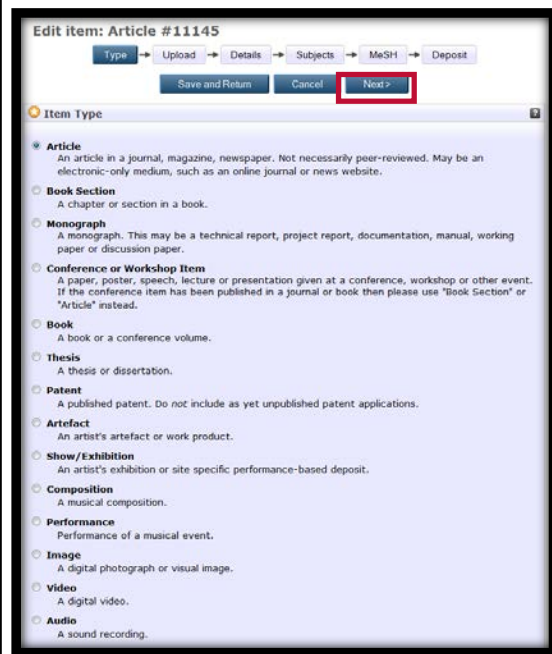 Edit item: Article #11145
Type → Upload → Details → Subjects → MeSH → Deposit
Save and Return Cancel Next >
Item Type ?
Article
An article in a journal, magazine, newspaper. Not necessarily peer-reviewed. May be an
electronic-only medium, such as an online journal or news website.
Book Section
A chapter or section in a book.
Monograph
A monograph. This may be a technical report, project report, documentation, manual, working
paper or discussion paper.
Conference or Workshop Item
A paper, poster, speech, lecture or presentation given at a conference, workshop or other event.
If the conference item has been published in a journal or book then please use "Book Section" or
"Article" instead.
Book
A book or a conference volume.
Thesis
A thesis or dissertation.
Patent
A published patent. Do not include as yet unpublished patent applications.
Artefact
An artist's artefact or work product.
Show/Exhibition
An artist's exhibition or site specific performance-based deposit.
Composition
A musical composition.
Performance
Performance of a musical event.
Image
A digital photograph or visual image.
Video
A digital video.
Audio
A sound recording.